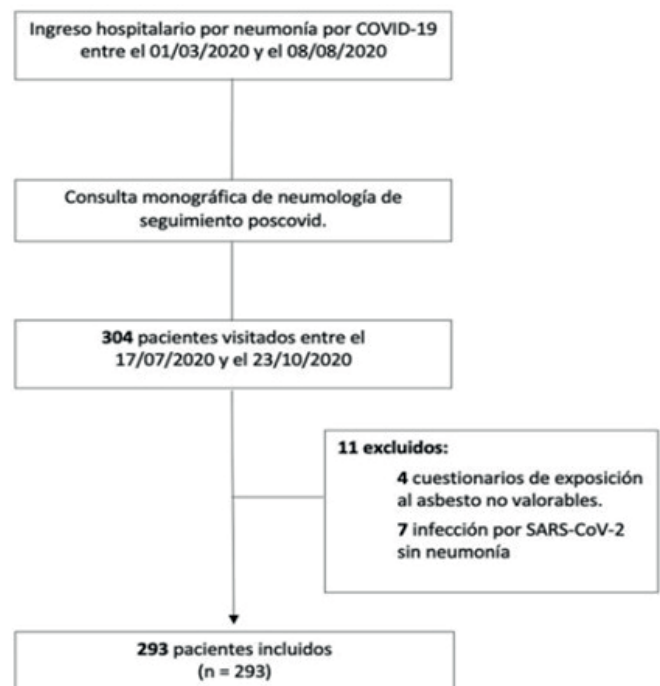 Ingreso hospitalario por neumonía por COVID-19
entre el 01/03/2020 y el 08/08/2020
Consulta monográfica de neumología de
seguimiento poscovid.
304 pacientes visitados entre el
17/07/2020 y el 23/10/2020
11 excluidos:
4 cuestionarios de exposición
al asbesto no valorables.
7 infección por SARS-CoV-2
sin neumonía
293 pacientes incluidos
(n = 293)